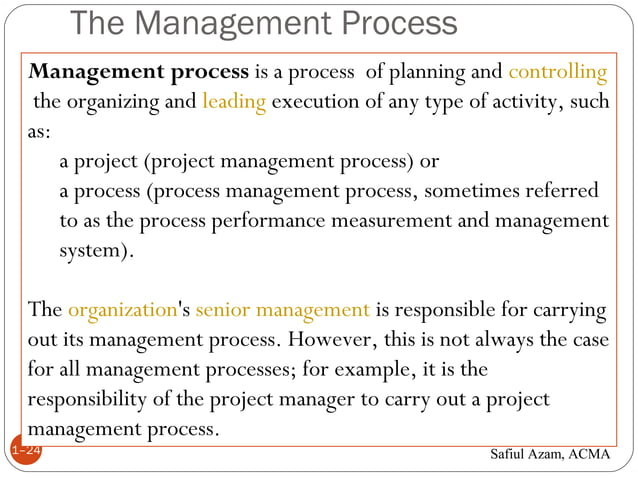 The Management Process
Management process is a process of planning and controlling
the organizing and leading execution of any type of activity, such
as:
a project (project management process) or
a process (process management process, sometimes referred
to as the process performance measurement and management
system).
The organization's senior management is responsible for carrying
out its management process. However, this is not always the case
for all management processes; for example, it is the
responsibility of the project manager to carry out a project
management process.
1–24
Safiul Azam, ACMA